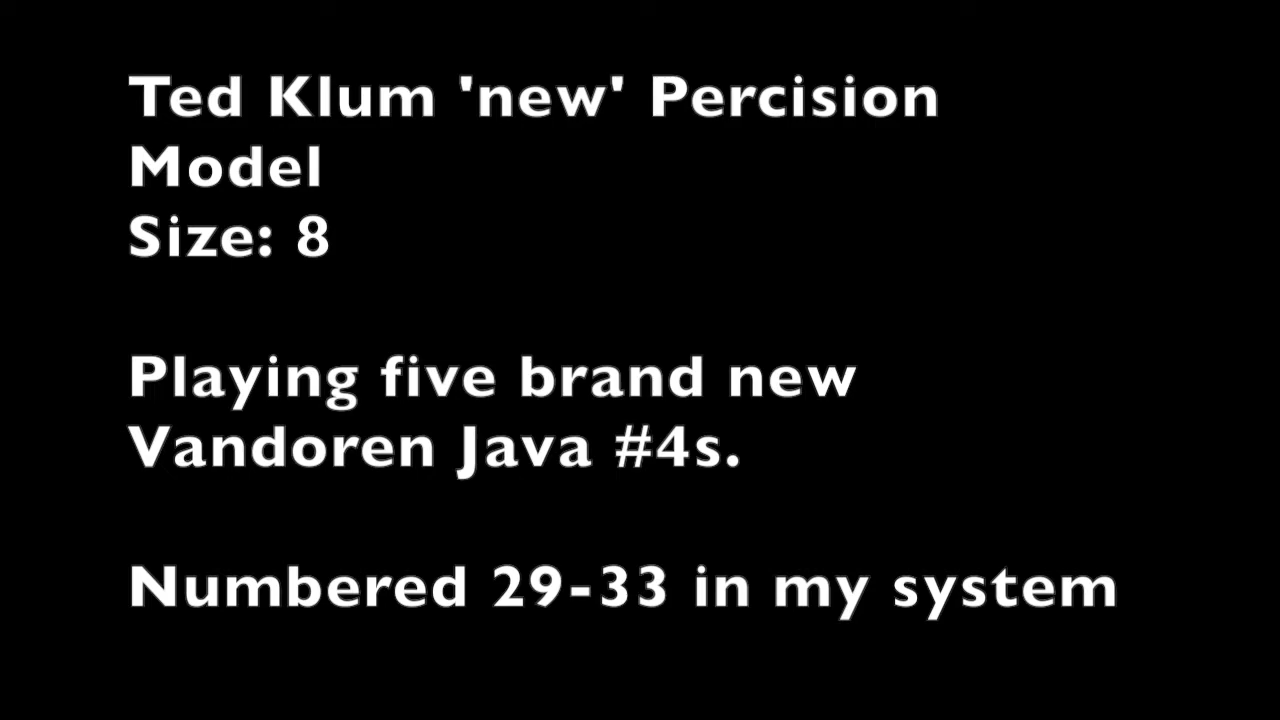 Ted Klum 'new' Percision
Model
Size: 8
Playing five brand new
Vandoren Java #4s.
Numbered 29-33 in my system